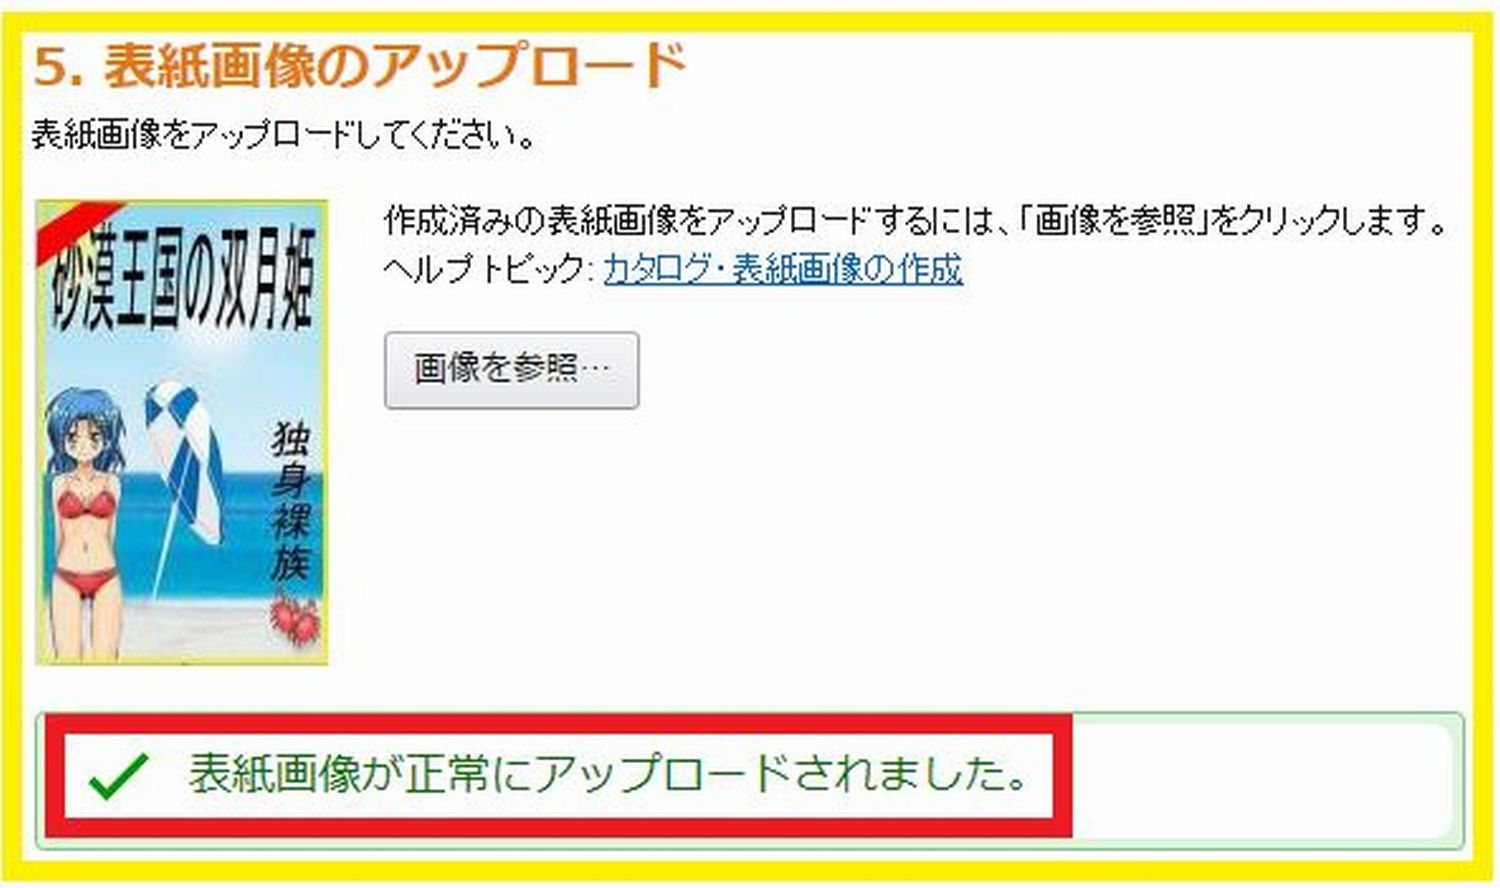 5. 表紙画像のアップロード
表紙画像をアップロードしてください。
砂漠王国の双月姫
独身裸族
作成済みの表紙画像をアップロードするには、「画像を参照」をクリックします。
ヘルプトピック: カタログ・表紙画像の作成
画像を参照…
表紙画像が正常にアップロードされました。